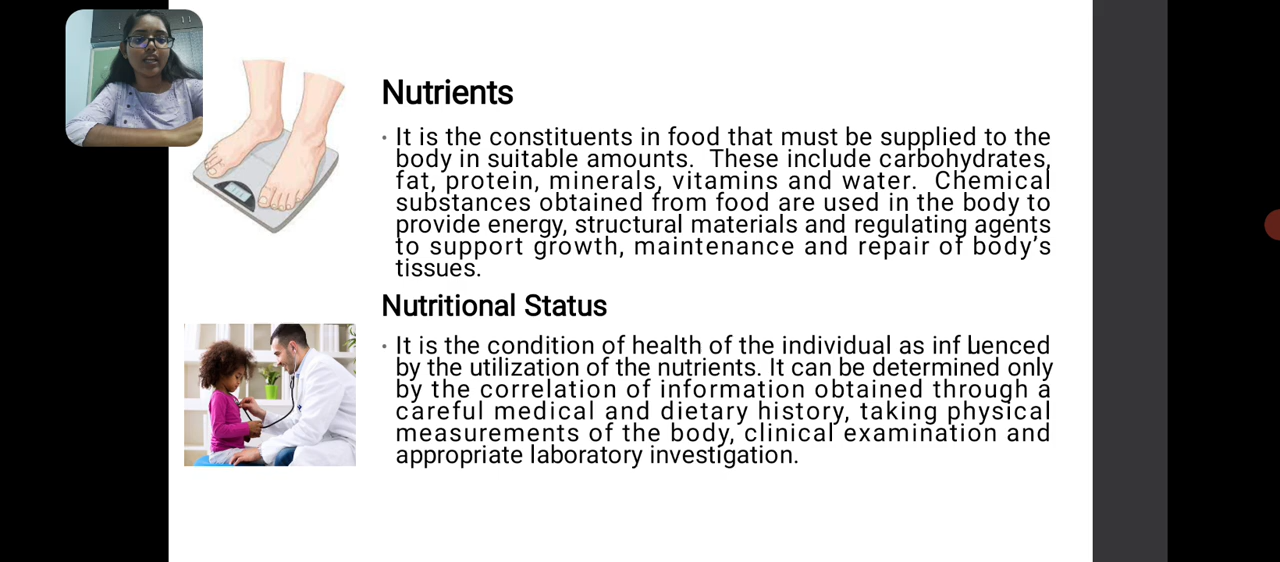 Nutrients
• It is the constituents in food that must be supplied to the
body in suitable amounts. These include carbohydrates,
fat, protein, minerals, vitamins and water. Chemical
substances obtained from food are used in the body to
provide energy, structural materials and regulating agents
to support growth, maintenance and repair of body’s
tissues.
Nutritional Status
• It is the condition of health of the individual as influenced
by the utilization of the nutrients. It can be determined only
by the correlation of information obtained through a
careful medical and dietary history, taking physical
measurements of the body, clinical examination and
appropriate laboratory investigation.